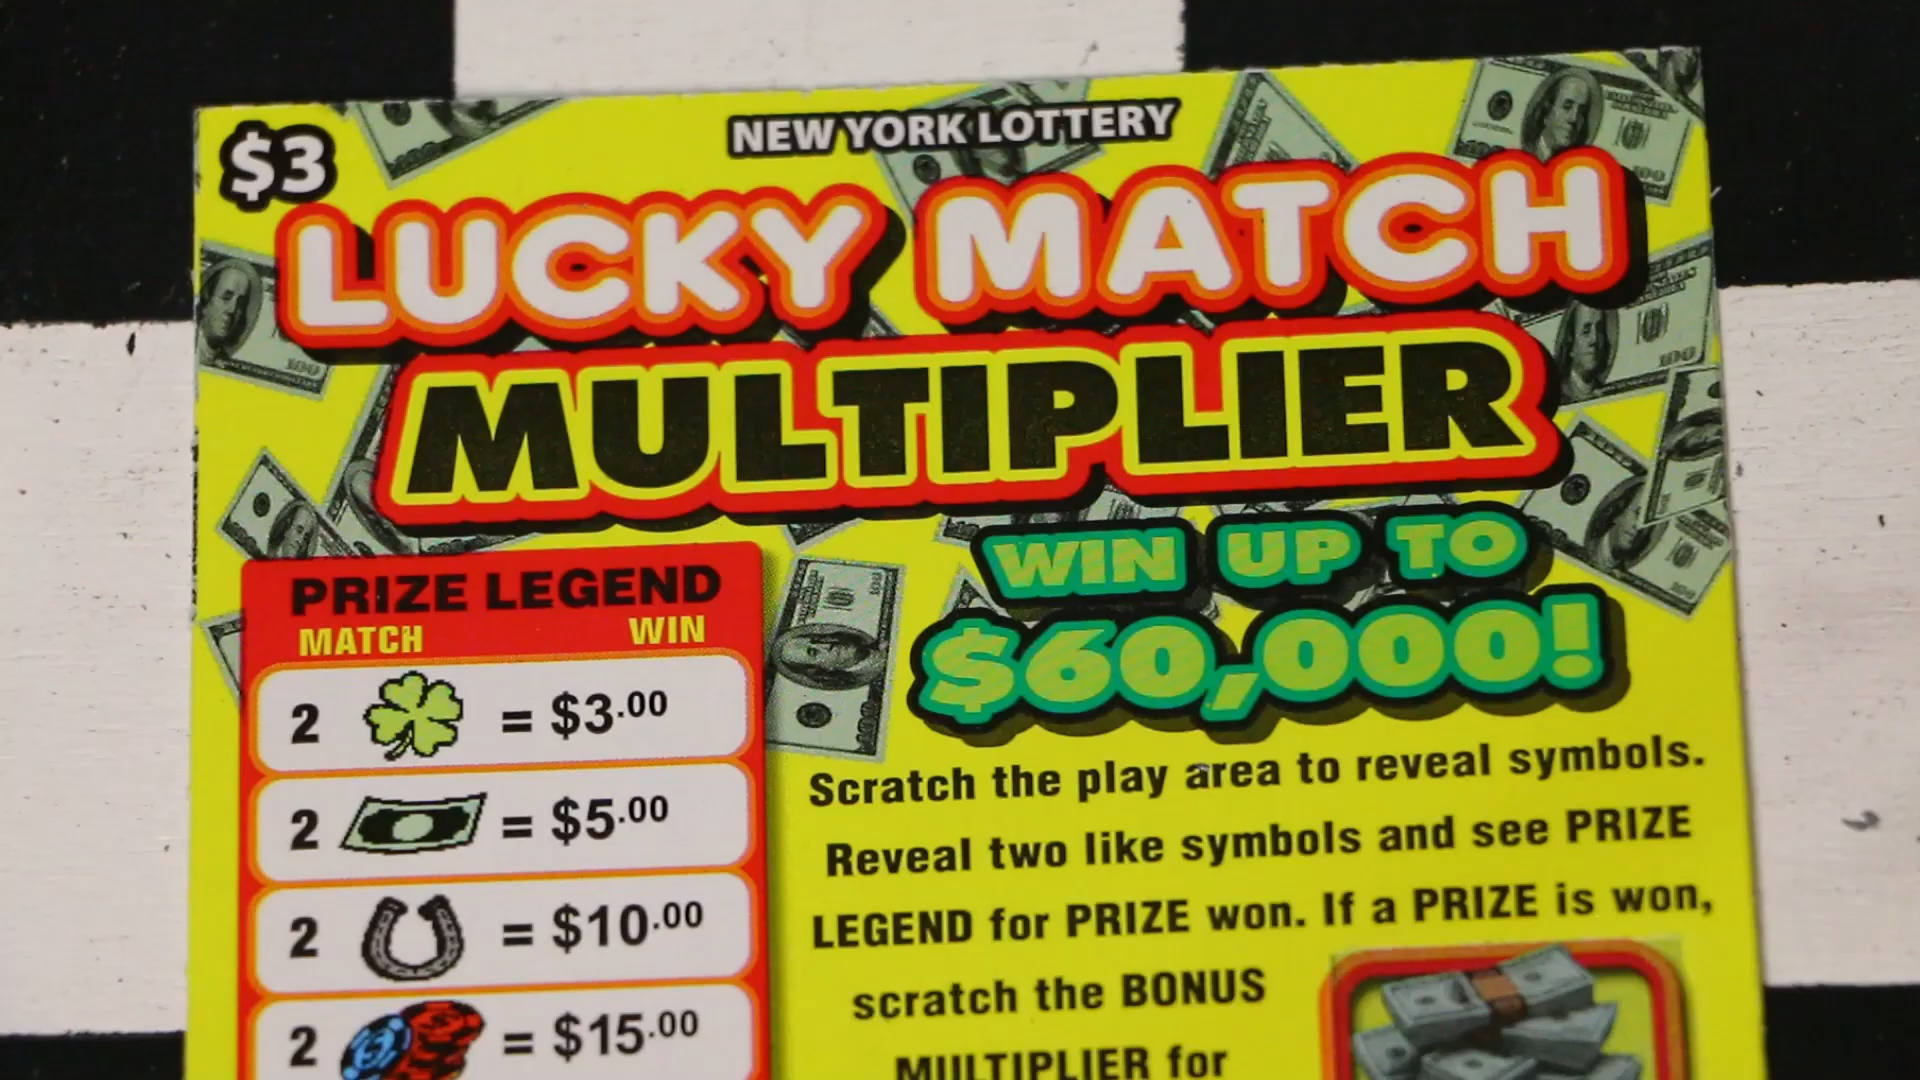 $3
NEW YORK LOTTERY
LUCKY MATCH
MULTIPLIER
WIN UP TO
$60,000!
PRIZE LEGEND
MATCH WIN
2 = $3.00
2 = $5.00
2 = $10.00
2 = $15.00
Scratch the play area to reveal symbols.
Reveal two like symbols and see PRIZE
LEGEND for PRIZE won. If a PRIZE is won,
scratch the BONUS
MULTIPLIER for